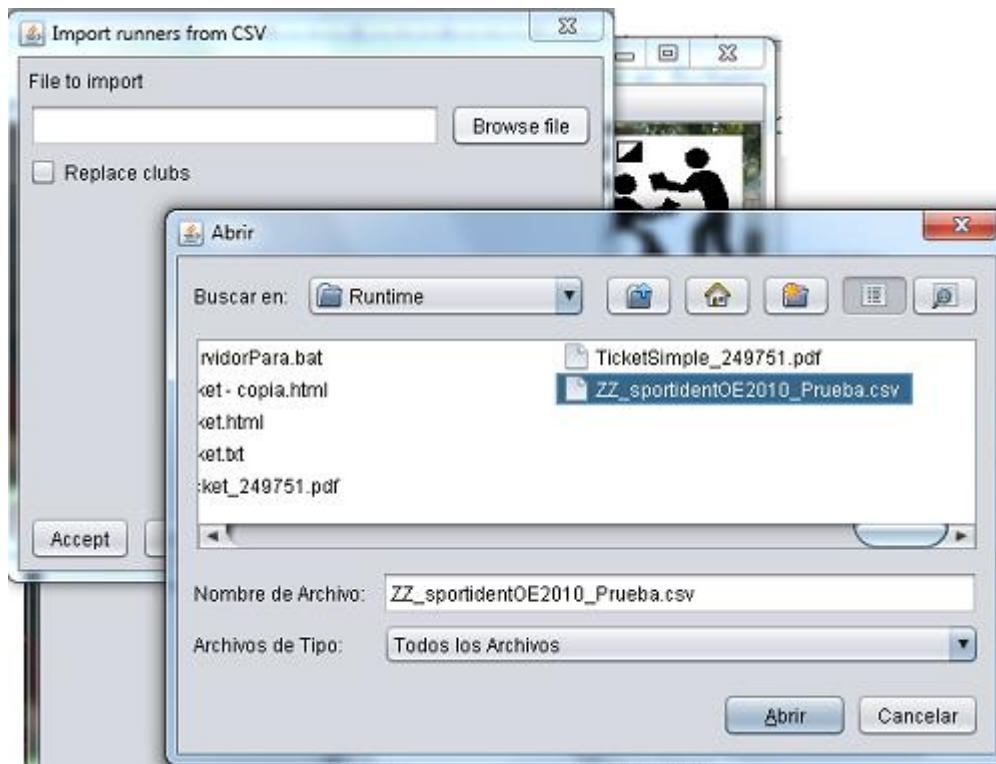 Import runners from CSV
File to import
Browse file
Replace clubs
Abrir
Buscar en: Runtime
rvidorPara.bat
ket - copia.html
ket.html
ket.txt
ket_249751.pdf
TicketSimple_249751.pdf
ZZ_sportidentOE2010_Prueba.csv
Accept
Nombre de Archivo: ZZ_sportidentOE2010_Prueba.csv
Archivos de Tipo: Todos los Archivos
Abrir Cancelar